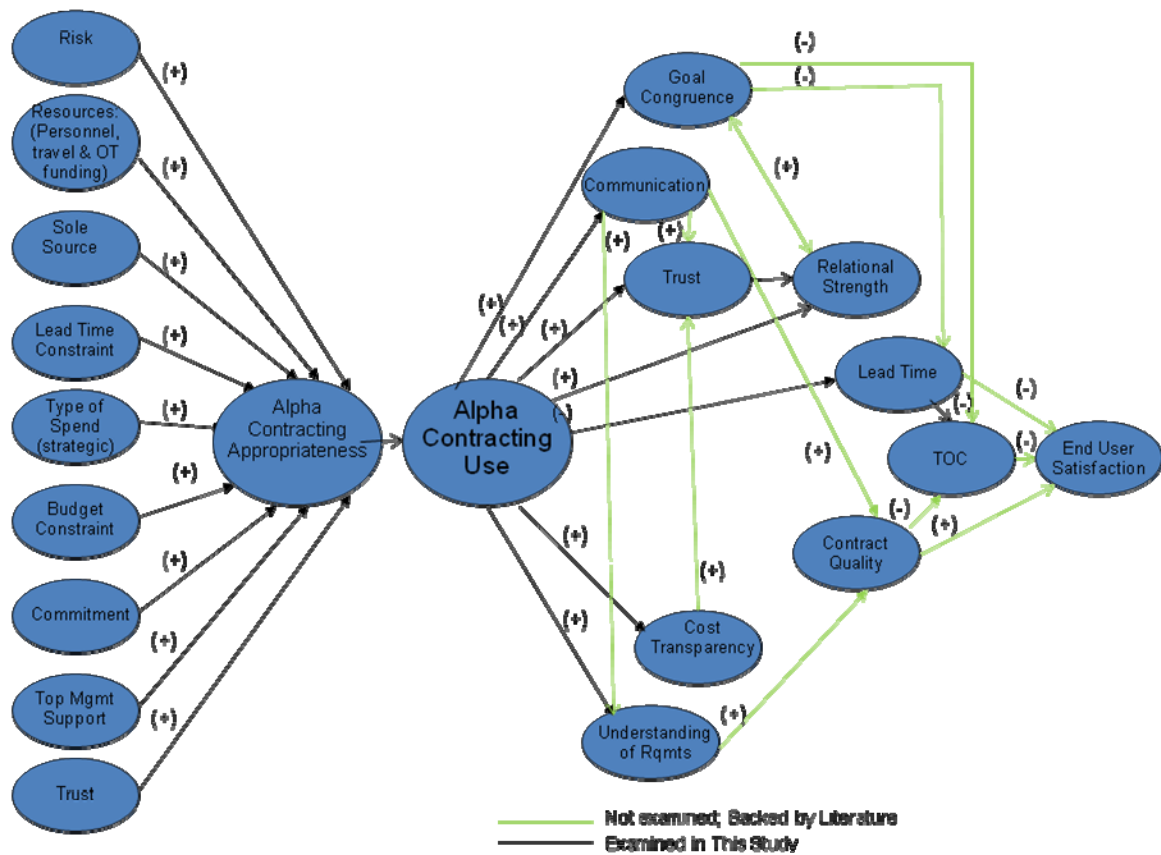 Risk
(+)
Resources:
(Personnel,
travel & OT
funding)
(+)
Sole
Source
(+)
Lead Time
Constraint
(+)
Type of
Spend
(strategic)
(+)
Budget
Constraint
(+)
Commitment
(+)
Top Mgmt
Support
(+)
Trust
(+)
Alpha
Contracting
Appropriateness
Alpha
Contracting
Use
(+)
(+)
(+)
(+)
(-)
(+)
(+)
Goal
Congruence
(-)
(-)
(+)
Communication
(+)
(+)
(+)
Trust
Relational
Strength
Lead Time
(-)
(-)
TOC
(-)
End User
Satisfaction
Contract
Quality
(-)
(+)
Cost
Transparency
(+)
Understanding
of Rqmts
(+)
Not examined; Backed by Literature
Examined in This Study